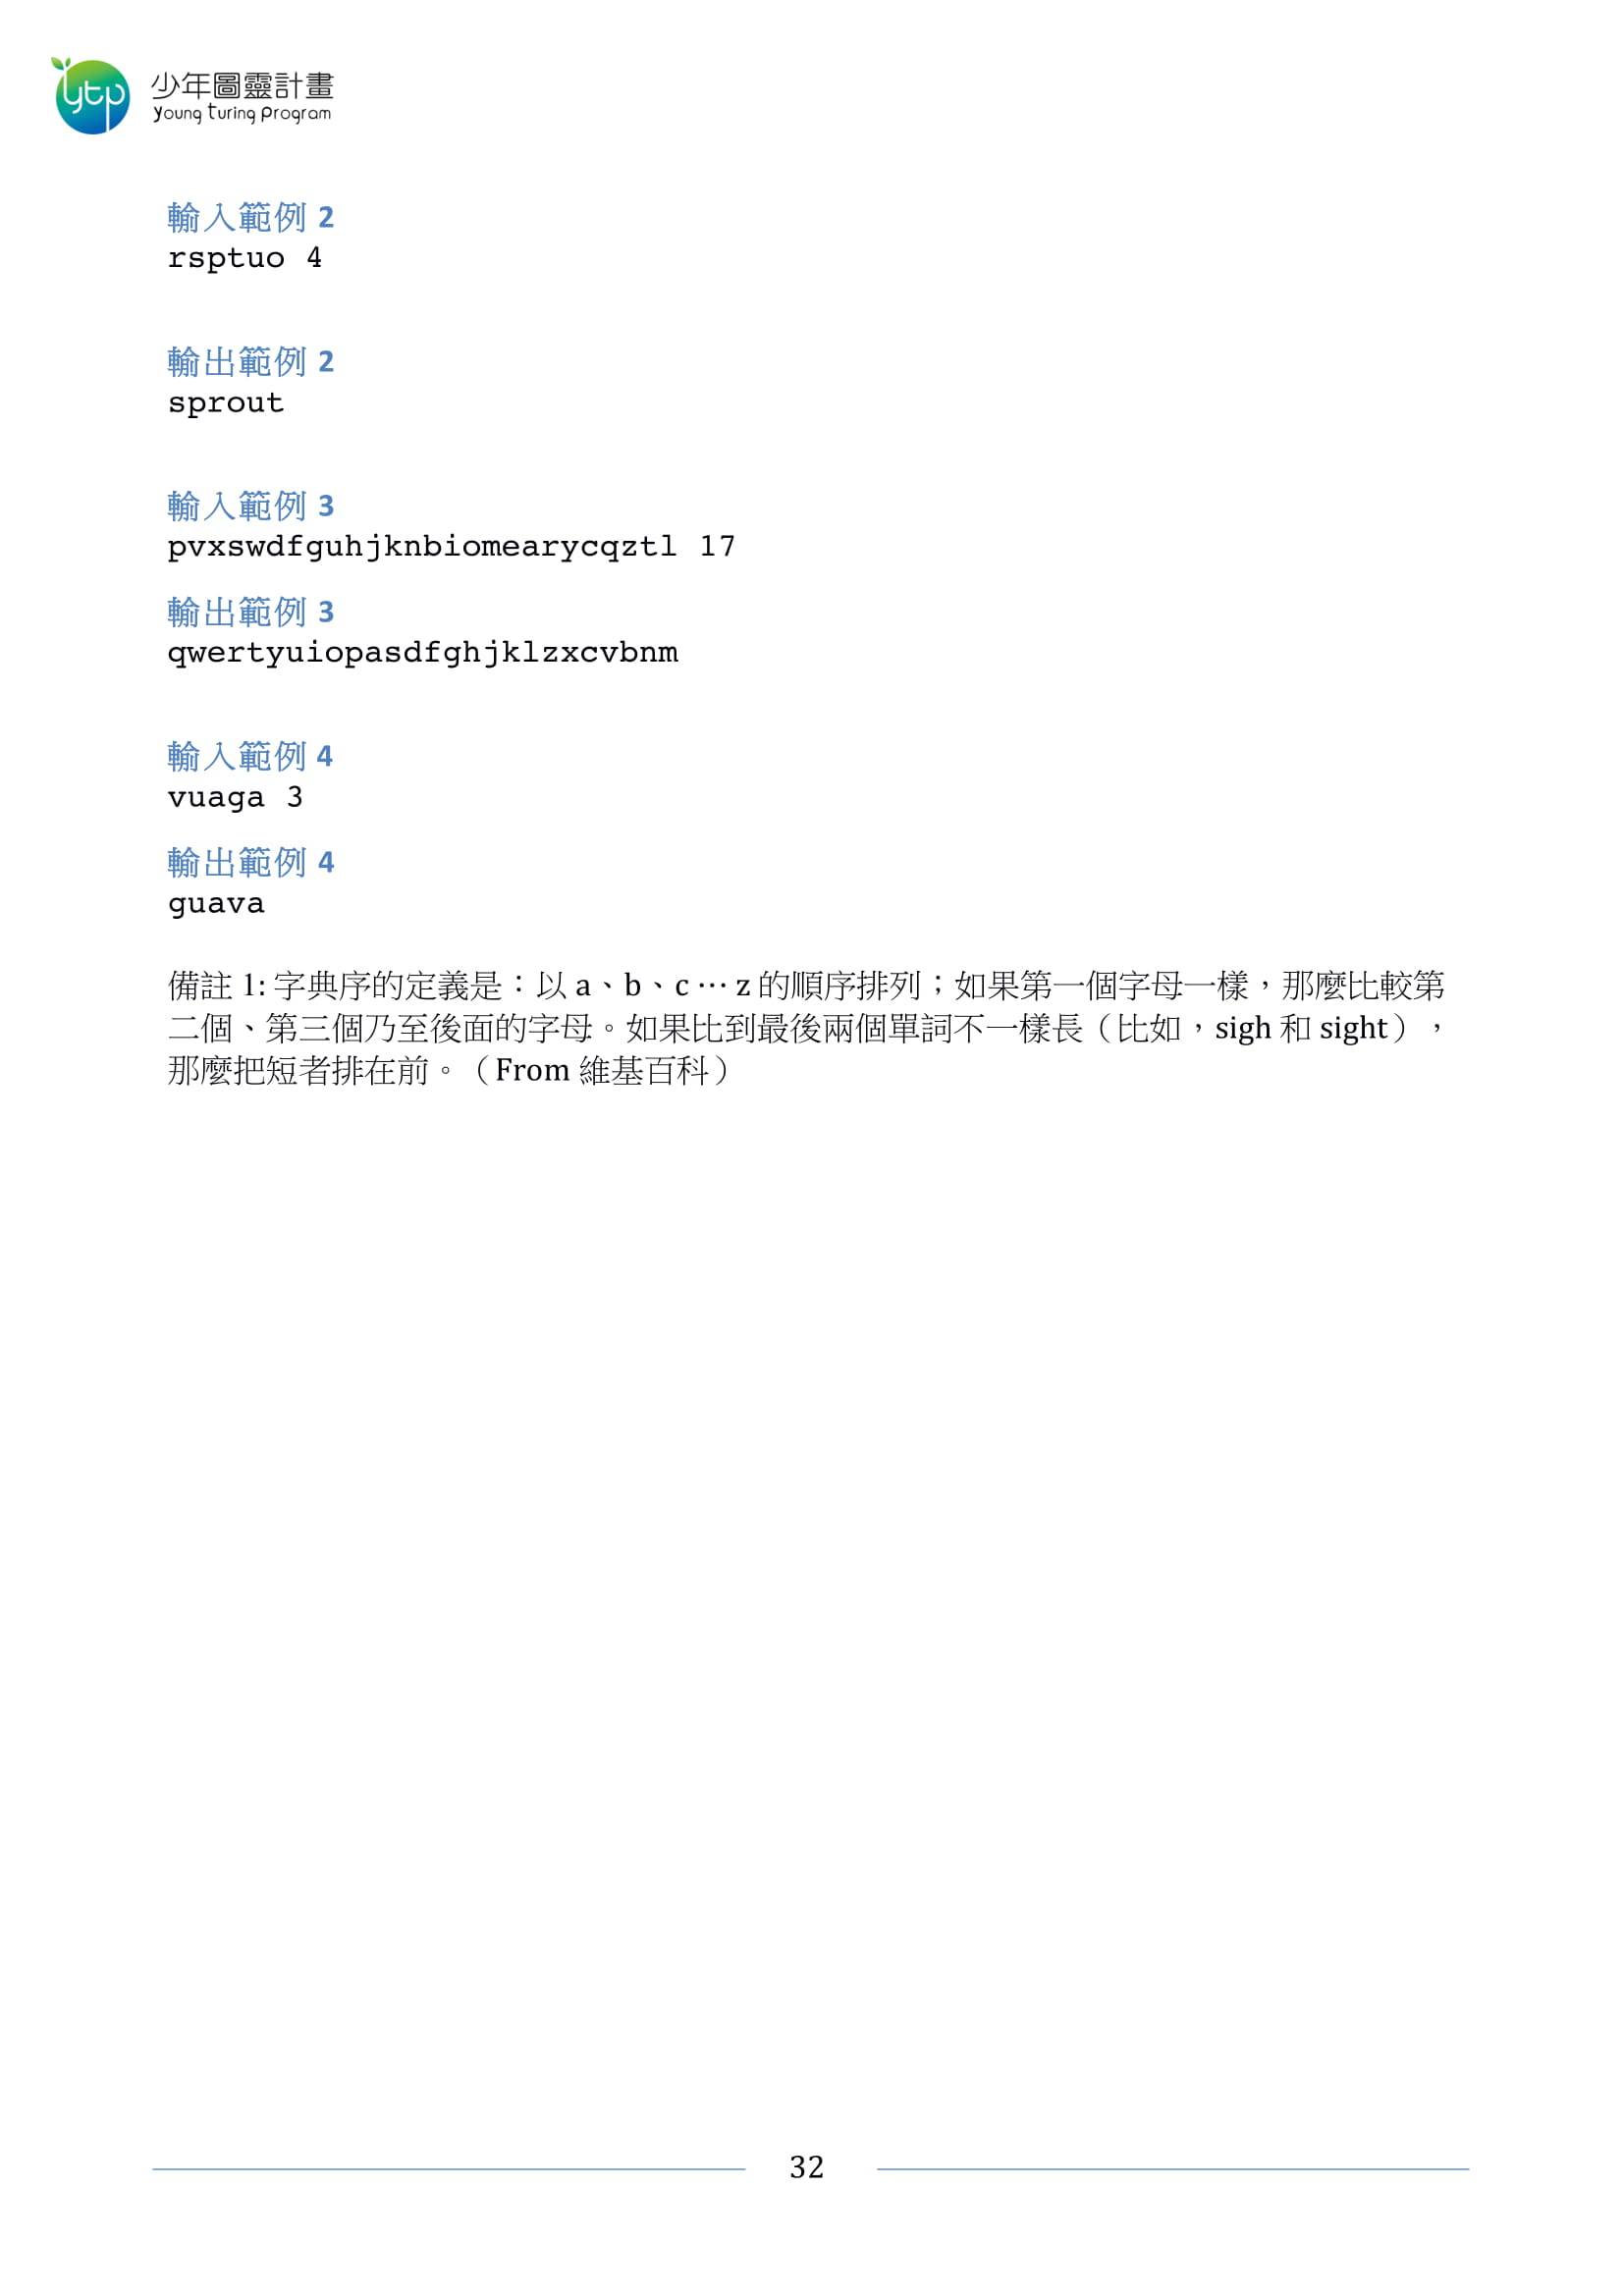 ytp 少年圖靈計畫
Young Turing Program
輸入範例 2
rsptuo 4
輸出範例 2
sprout
輸入範例 3
pvxswdfguhjknbiomearycqztl 17
輸出範例 3
qwertyuiopasdfghjklzxcvbnm
輸入範例 4
vuaga 3
輸出範例 4
guava
備註 1: 字典序的定義是：以 a、b、c … z 的順序排列；如果第一個字母一樣，那麼比較第
二個、第三個乃至後面的字母。如果比到最後兩個單詞不一樣長（比如，sigh 和 sight），
那麼把短者排在前。（From 維基百科）
32